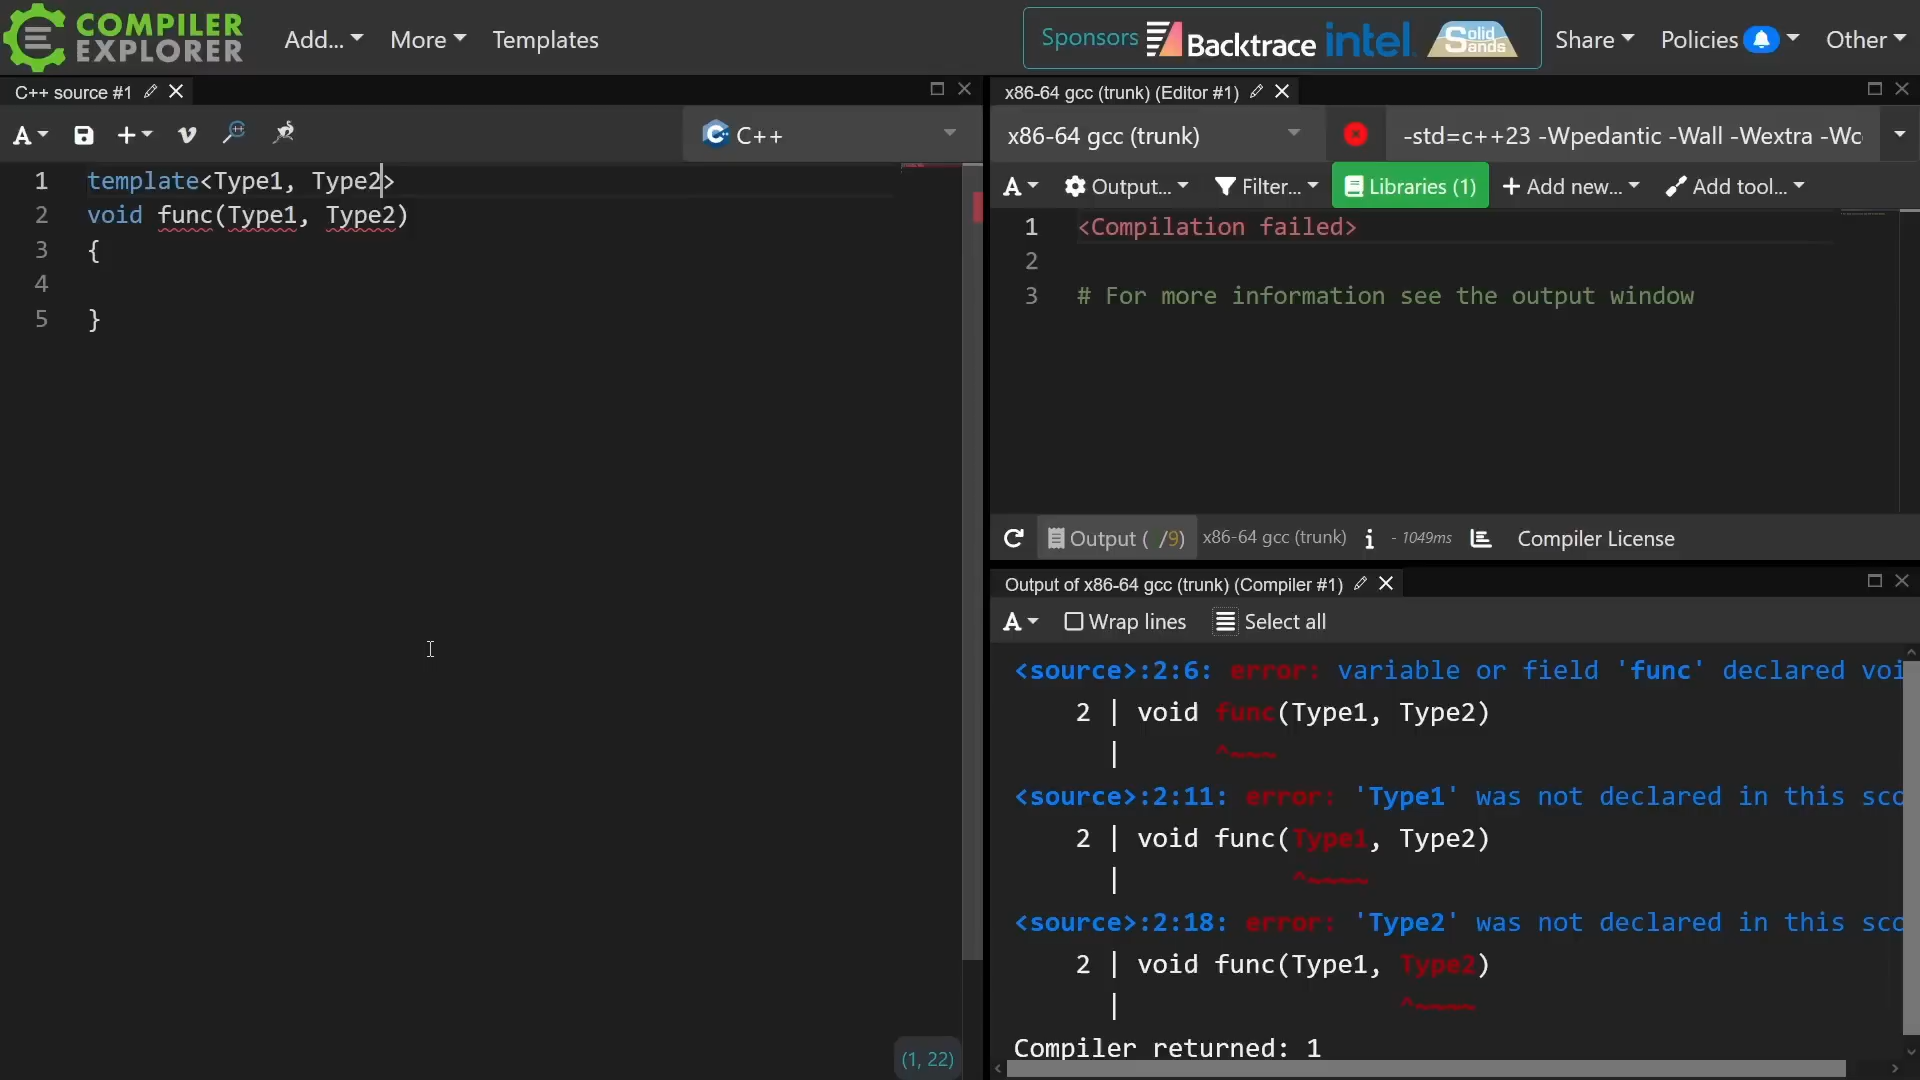 COMPILER
EXPLORER
Add...
More
Templates
Sponsors
Backtrace
intel
Solid
Sands
Share
Policies
Other
C++ source #1
A
+
C++
1 template<Type1, Type2>
2 void func(Type1, Type2)
3 {
4
5 }
(1, 22)
x86-64 gcc (trunk) (Editor #1)
x86-64 gcc (trunk)
-std=c++23 -Wpedantic -Wall -Wextra -Wc
A
Output...
Filter...
Libraries (1)
+ Add new...
Add tool...
1 <Compilation failed>
2
3 # For more information see the output window
Output ( /9)
x86-64 gcc (trunk)
i
- 1049ms
Compiler License
Output of x86-64 gcc (trunk) (Compiler #1)
A
Wrap lines
Select all
<source>:2:6: error: variable or field 'func' declared voi
2 | void func(Type1, Type2)
| ^~~~
<source>:2:11: error: 'Type1' was not declared in this sco
2 | void func(Type1, Type2)
| ^~~~~
<source>:2:18: error: 'Type2' was not declared in this sco
2 | void func(Type1, Type2)
| ^~~~~
Compiler returned: 1